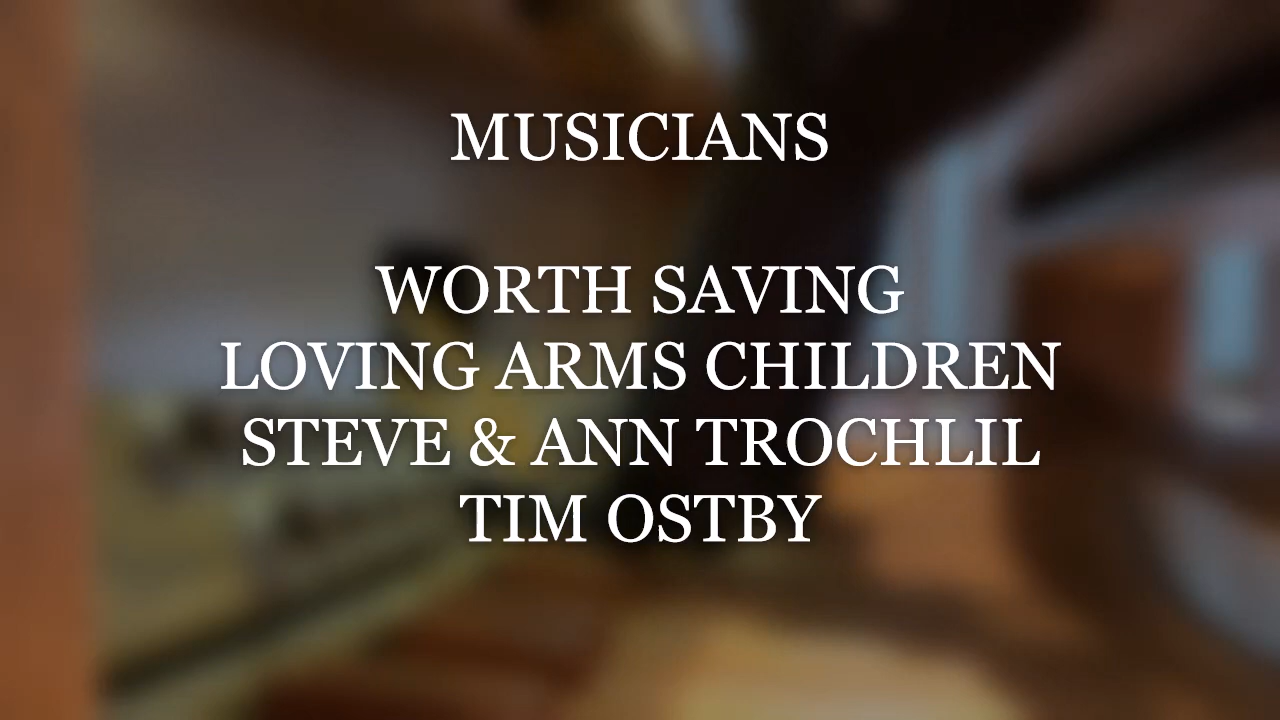 MUSICIANS
WORTH SAVING
LOVING ARMS CHILDREN
STEVE & ANN TROCHLIL
TIM OSTBY